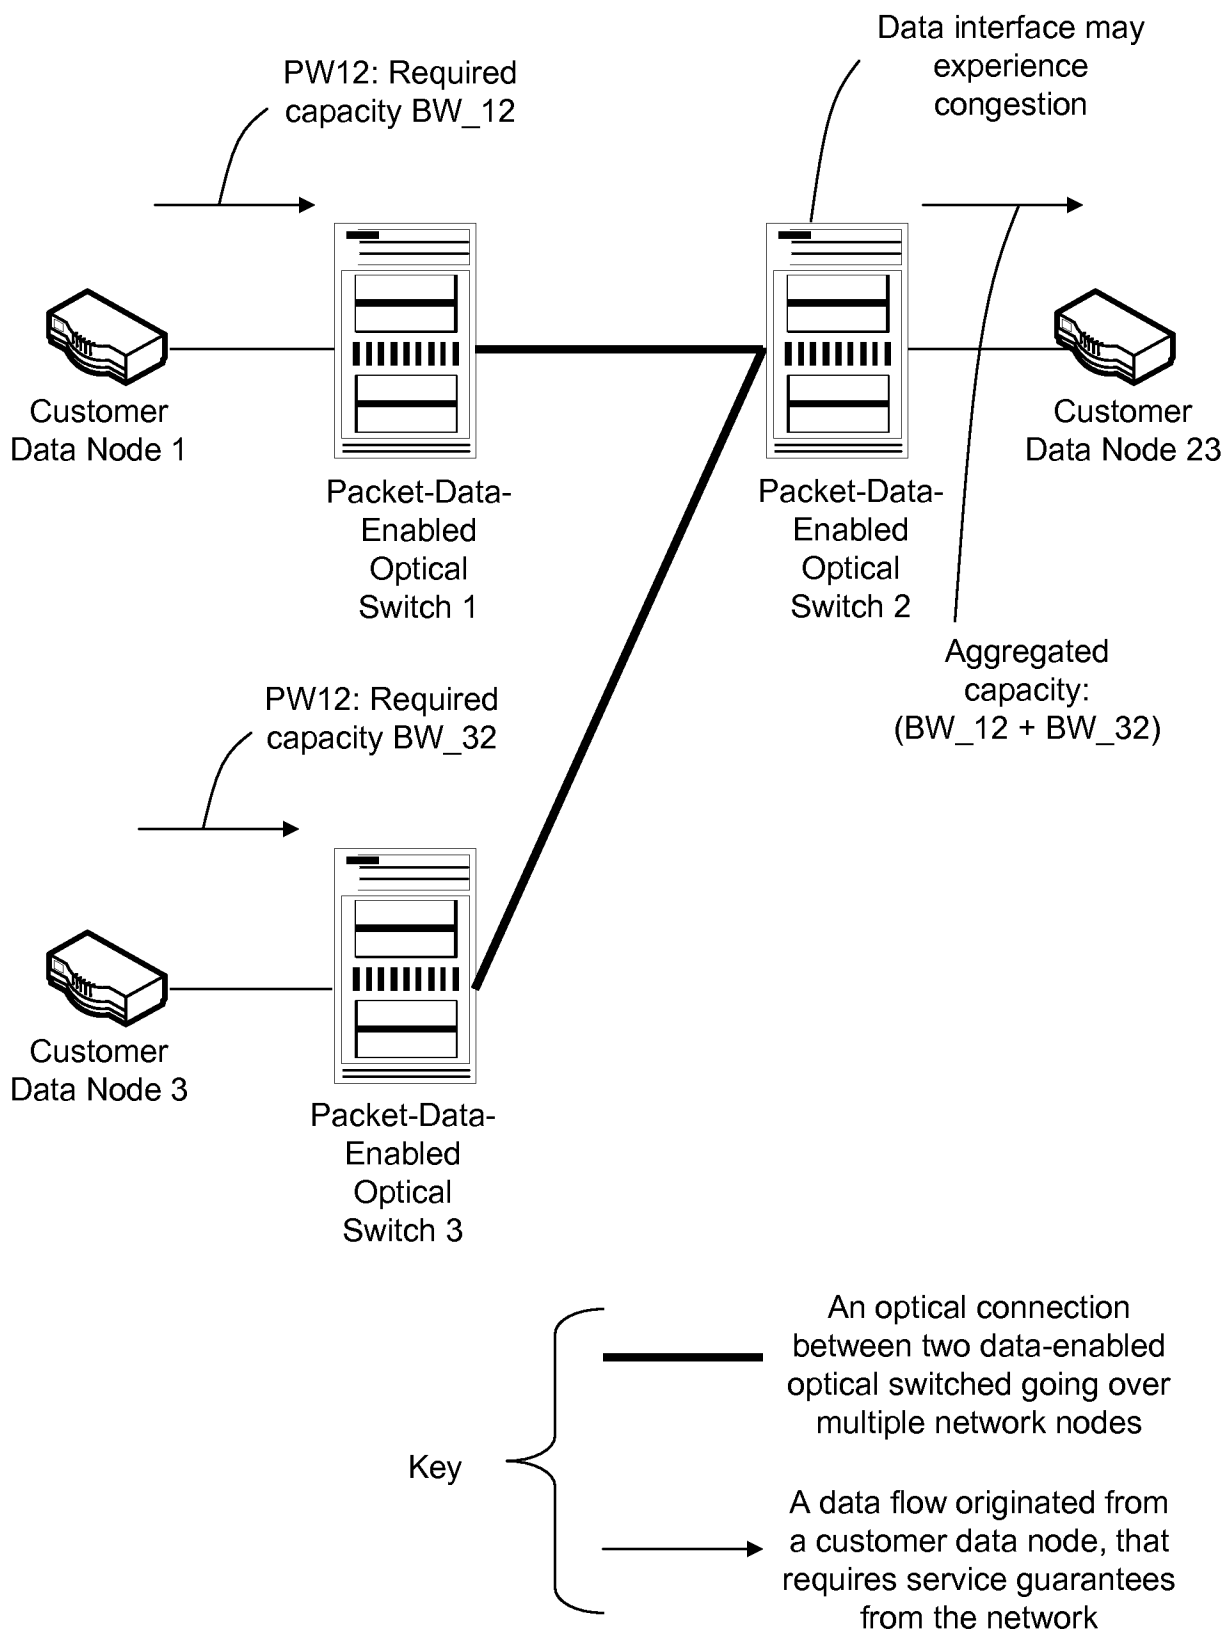 Data interface may
experience
congestion
PW12: Required
capacity BW_12
Customer
Data Node 1
Customer
Data Node 23
Packet-Data-
Enabled
Optical
Switch 1
Packet-Data-
Enabled
Optical
Switch 2
Aggregated
capacity:
(BW_12 + BW_32)
PW12: Required
capacity BW_32
Customer
Data Node 3
Packet-Data-
Enabled
Optical
Switch 3
Key
An optical connection
between two data-enabled
optical switched going over
multiple network nodes
A data flow originated from
a customer data node, that
requires service guarantees
from the network